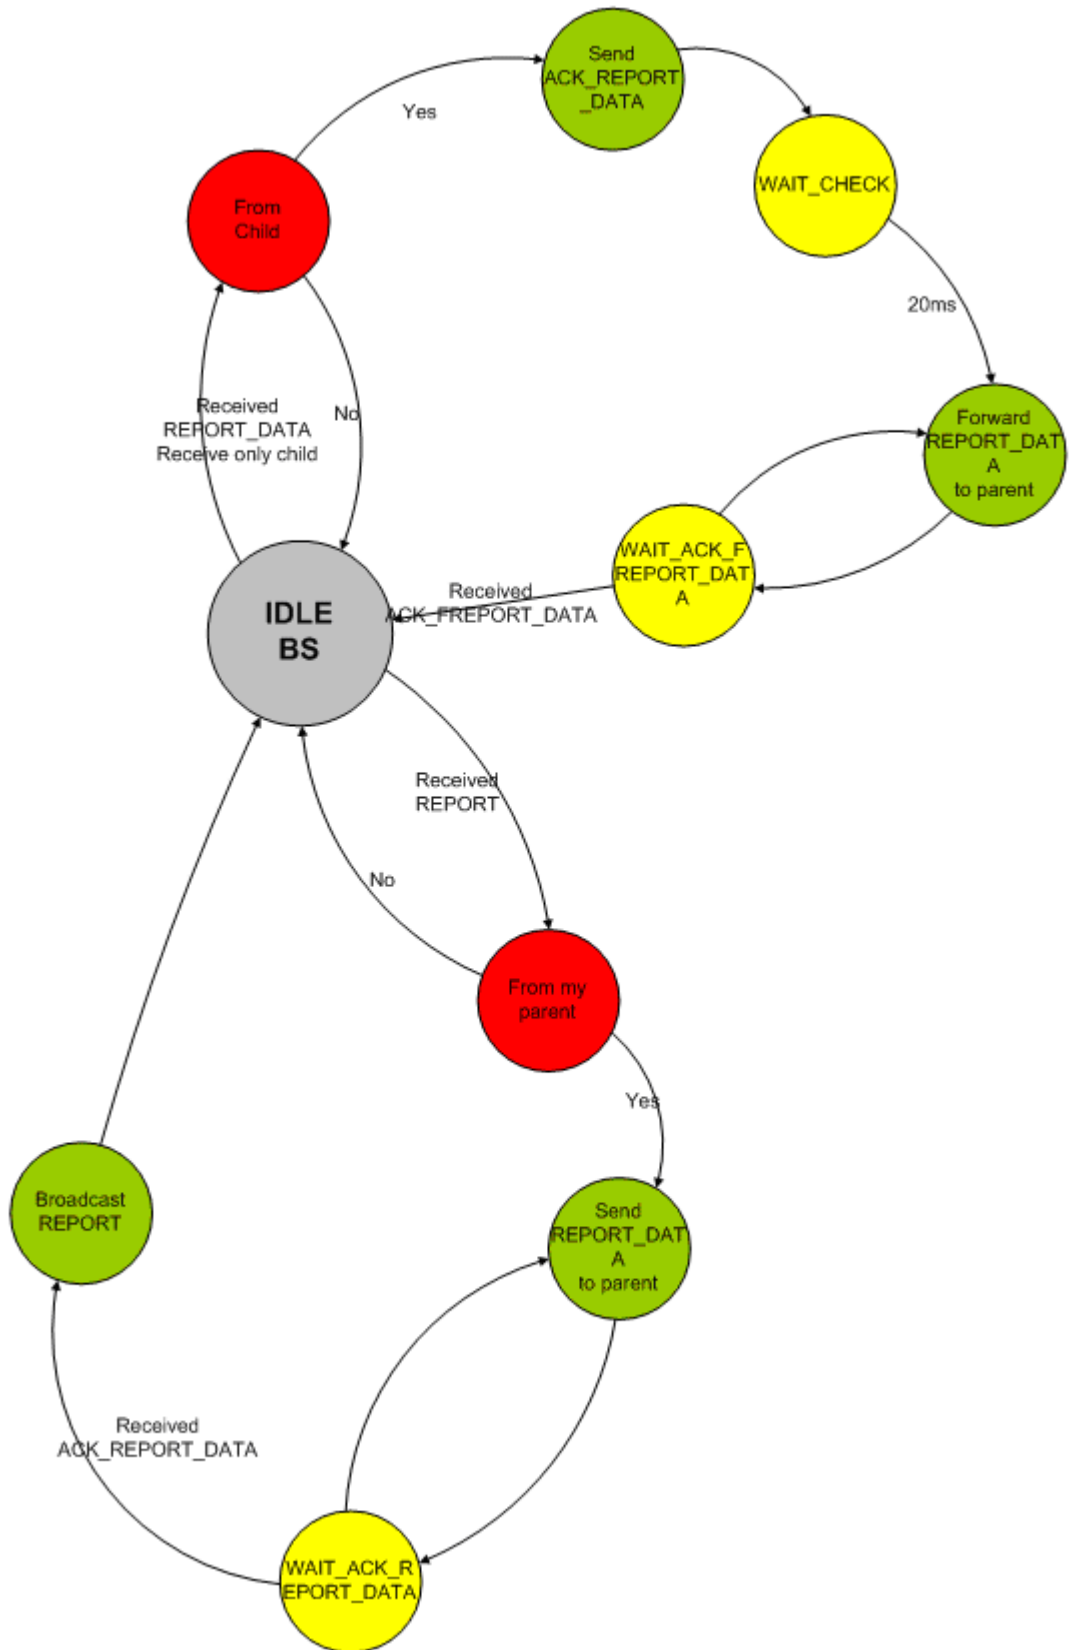 Send
ACK_REPORT
_DATA
Yes
WAIT_CHECK
From
Child
20ms
Received
REPORT_DATA
Receive only child
No
Forward
REPORT_DAT
A
to parent
WAIT_ACK_F
REPORT_DAT
A
Received
ACK_FREPORT_DATA
IDLE
BS
Received
REPORT
No
From my
parent
Yes
Broadcast
REPORT
Send
REPORT_DAT
A
to parent
Received
ACK_REPORT_DATA
WAIT_ACK_R
EPORT_DATA